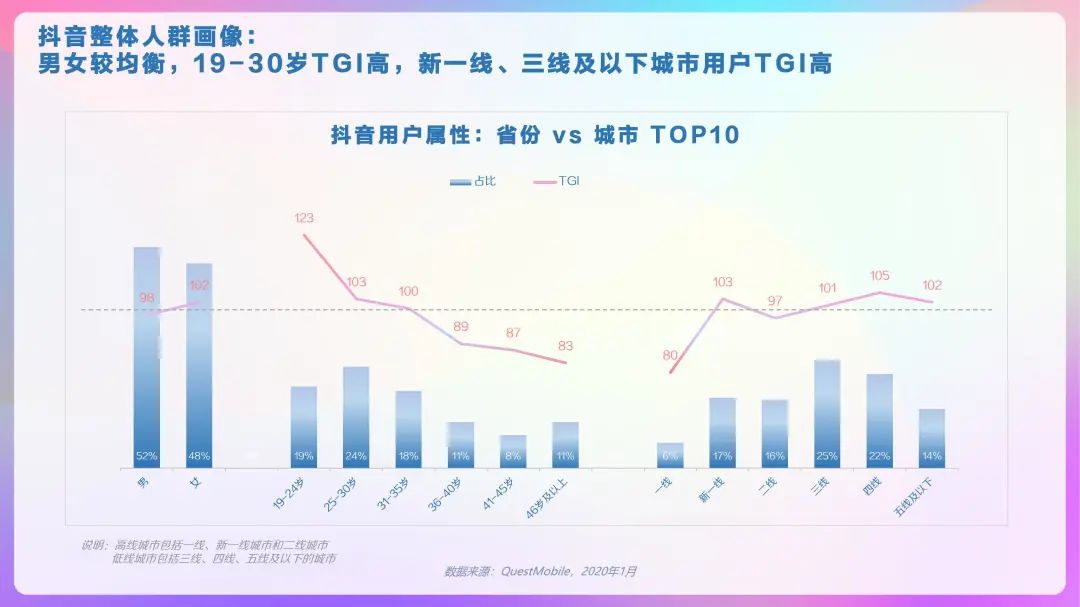 抖音整体人群画像：
男女较均衡，19-30岁TGI高，新一线、三线及以下城市用户TGI高
抖音用户属性：省份 vs 城市 TOP10
占比 TGI
123
103
100
89
87
83
98
102
80
103
97
101
105
102
52% 48% 19% 24% 18% 11% 8% 11% 6% 17% 16% 25% 22% 14%
男 女 19-24岁 25-30岁 31-35岁 36-40岁 41-45岁 46岁及以上 一线 新一线 二线 三线 四线 五线及以下
说明：高线城市包括一线、新一线城市和二线城市
低线城市包括三线、四线、五线及以下的城市
数据来源：QuestMobile，2020年1月